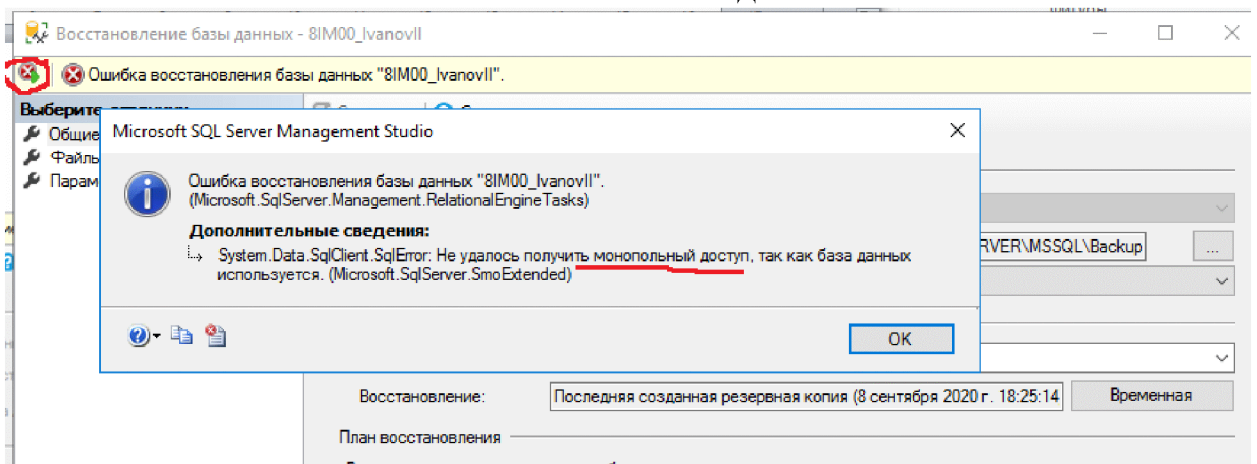 Восстановление базы данных - 8IM00_IvanovII
Ошибка восстановления базы данных "8IM00_IvanovII".
Выберите
Общие
Microsoft SQL Server Management Studio
Ошибка восстановления базы данных "8IM00_IvanovII".
(Microsoft.SqlServer.Management.RelationalEngineTasks)
Дополнительные сведения:
System.Data.SqlClient.SqlError: Не удалось получить монопольный доступ, так как база данных
используется. (Microsoft.SqlServer.SmoExtended)
Файлы
Парам
RVER\MSSQL\Backup
...
OK
Восстановление:
Последняя созданная резервная копия (8 сентября 2020 г. 18:25:14
Временная
План восстановления